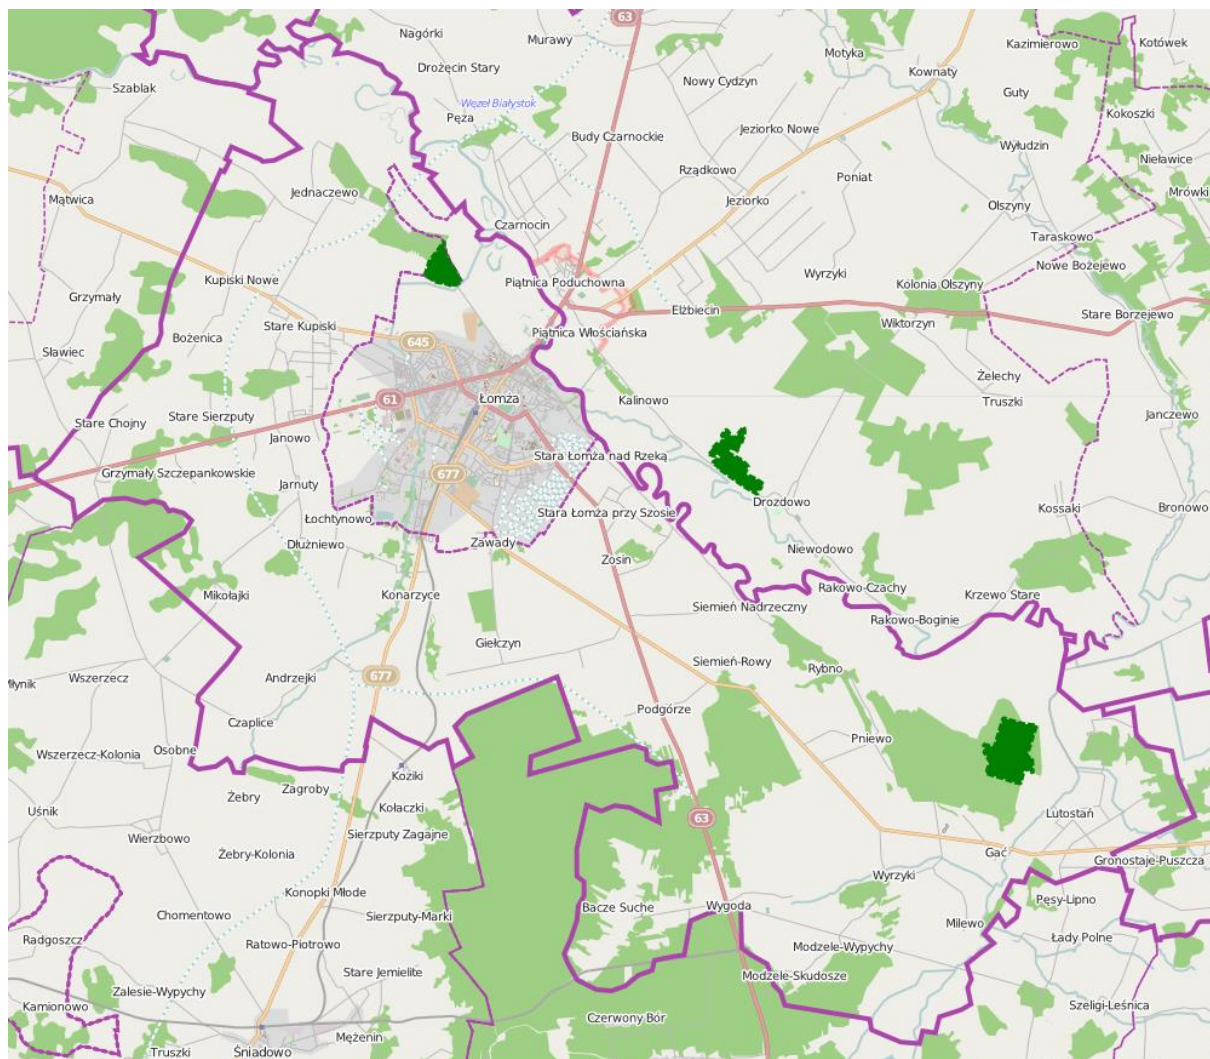 Nagórki
Murawy
63
Kazimierowo
Kotówek
Motyka
Drożęcin Stary
Kownaty
Nowy Cydzyn
Szablak
Guty
Węzeł Białystok
Pęza
Kokoszki
Budy Czarnockie
Jeziorko Nowe
Wyłudzin
Nieławice
Rządkowo
Poniat
Jednaczewo
Mątwica
Mrówki
Jeziorko
Olszyny
Czarnocin
Taraskowo
Nowe Bożejewo
Kupiski Nowe
Piątnica Poduchowna
Wyrzyki
Kolonia Olszyny
Grzymały
Elżbiecin
Stare Borzejewo
Stare Kupiski
Wiktorzyn
Bożenica
Piątnica Włościańska
645
Sławiec
Żelechy
61
Łomża
Kalinowo
Truszki
Stare Sierzputy
Janczewo
Stare Chojny
Janowo
Stara Łomża nad Rzeką
Grzymały Szczepankowskie
677
Jarnuty
Drozdowo
Kossaki
Bronowo
Stara Łomża przy Szosie
Łochtynowo
Dłużniewo
Zawady
Niewodowo
Zosin
Rakowo-Czachy
Mikołajki
Konarzyce
Krzewo Stare
Siemień Nadrzeczny
Rakowo-Boginie
Giełczyn
Siemień-Rowy
Rybno
Wszerzecz
Andrzejki
677
Młynik
Podgórze
Czaplice
Pniewo
Wszerzecz-Kolonia
Osobne
Koziki
Zagroby
Żebry
Uśnik
Kołaczki
Lutostań
63
Sierzputy Zagajne
Wierzbowo
Gać
Żebry-Kolonia
Gronostaje-Puszcza
Wyrzyki
Konopki Młode
Pęsy-Lipno
Bacze Suche
Wygoda
Chomentowo
Sierzputy-Marki
Milewo
Radgoszcz
Łady Polne
Ratowo-Piotrowo
Modzele-Wypychy
Stare Jemielite
Modzele-Skudosze
Zalesie-Wypychy
Kamionowo
Szeligi-Leśnica
Czerwony Bór
Mężenin
Truszki
Śniadowo